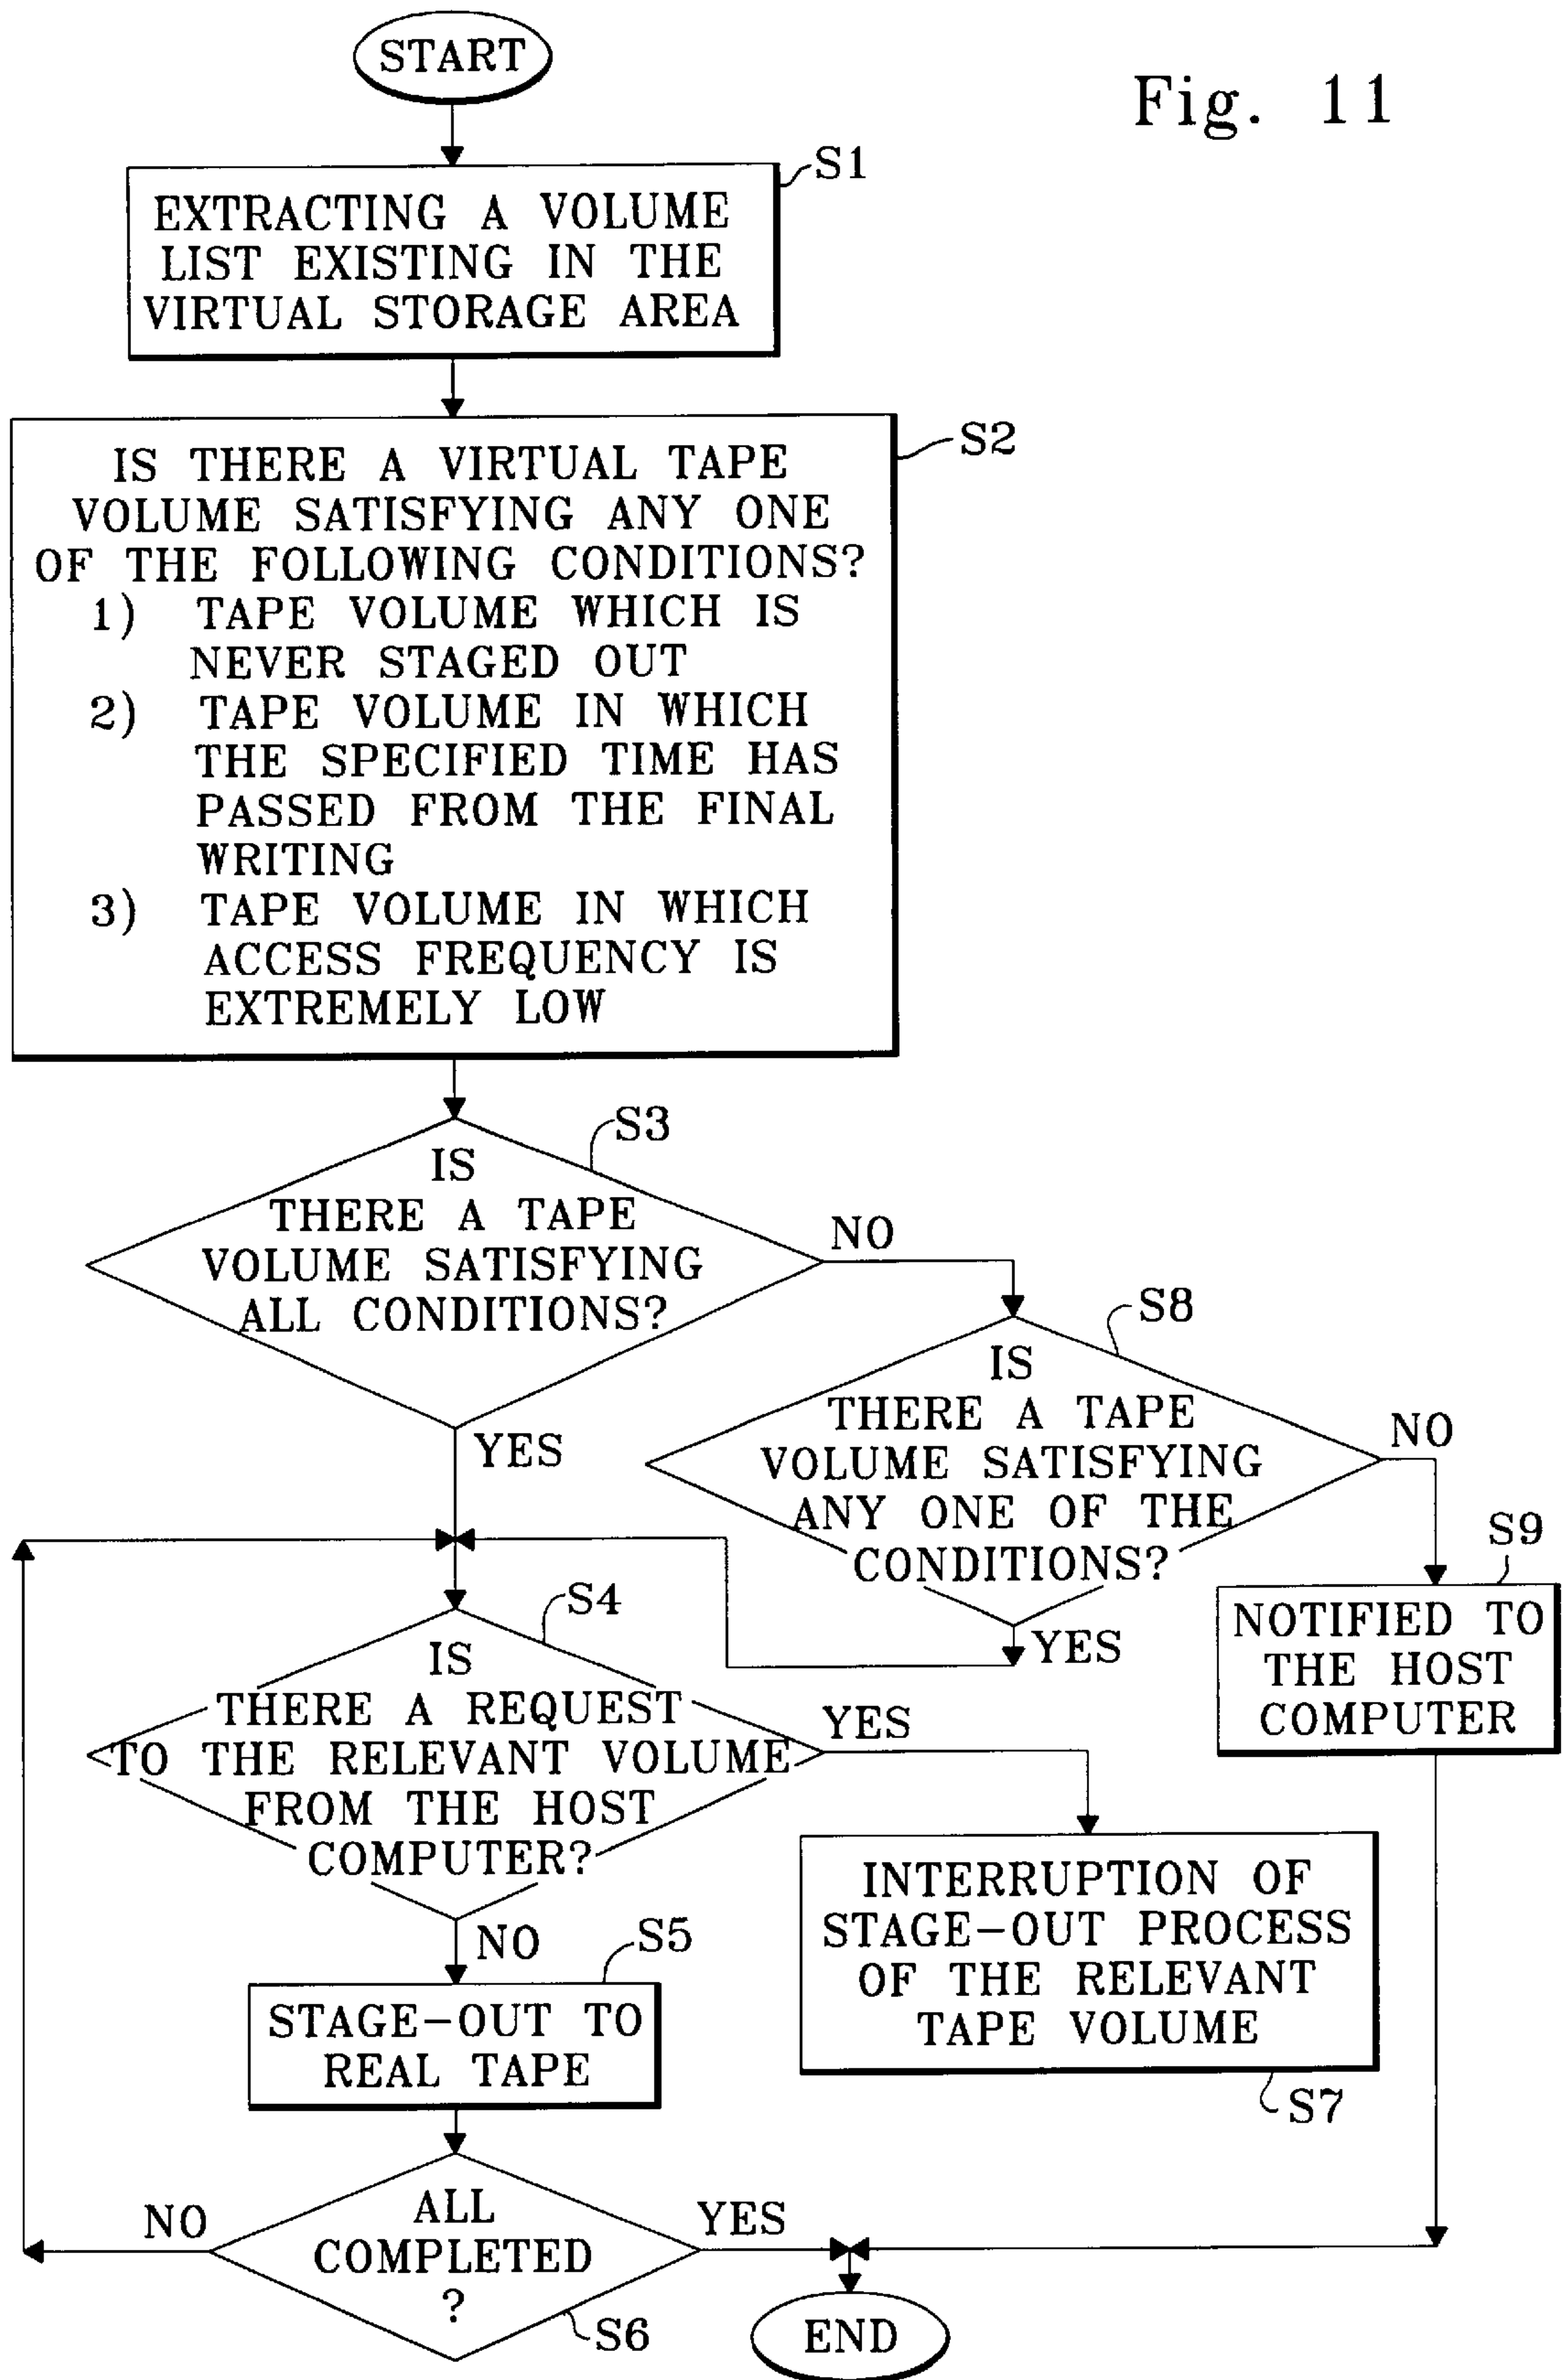 START
Fig. 11
S1
EXTRACTING A VOLUME
LIST EXISTING IN THE
VIRTUAL STORAGE AREA
S2
IS THERE A VIRTUAL TAPE
VOLUME SATISFYING ANY ONE
OF THE FOLLOWING CONDITIONS?
1) TAPE VOLUME WHICH IS
NEVER STAGED OUT
2) TAPE VOLUME IN WHICH
THE SPECIFIED TIME HAS
PASSED FROM THE FINAL
WRITING
3) TAPE VOLUME IN WHICH
ACCESS FREQUENCY IS
EXTREMELY LOW
S3
IS
THERE A TAPE
VOLUME SATISFYING
ALL CONDITIONS?
NO
YES
S8
IS
THERE A TAPE
VOLUME SATISFYING
ANY ONE OF THE
CONDITIONS?
NO
YES
S9
NOTIFIED TO
THE HOST
COMPUTER
S4
IS
THERE A REQUEST
TO THE RELEVANT VOLUME
FROM THE HOST
COMPUTER?
YES
NO
INTERRUPTION OF
STAGE-OUT PROCESS
OF THE RELEVANT
TAPE VOLUME
S7
S5
STAGE-OUT TO
REAL TAPE
NO
ALL
COMPLETED
?
YES
S6
END